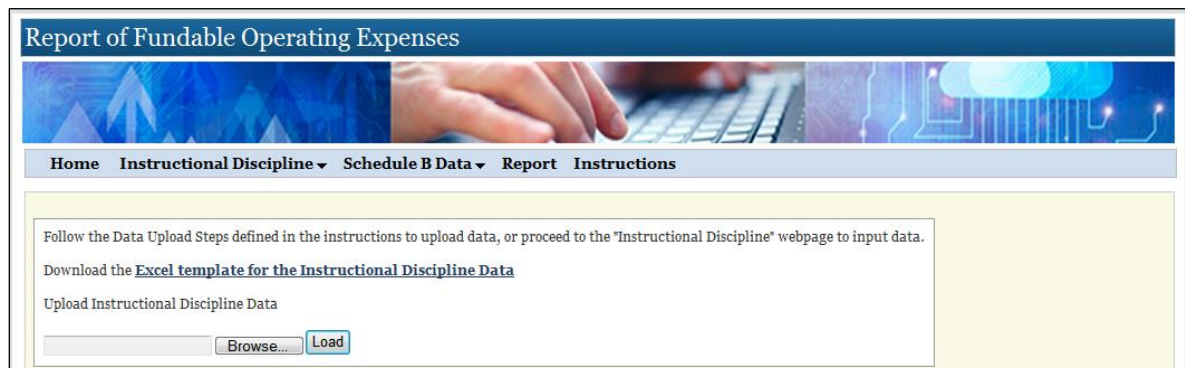 Report of Fundable Operating Expenses
Home Instructional Discipline Schedule B Data Report Instructions
Follow the Data Upload Steps defined in the instructions to upload data, or proceed to the "Instructional Discipline" webpage to input data.
Download the Excel template for the Instructional Discipline Data
Upload Instructional Discipline Data
Browse... Load